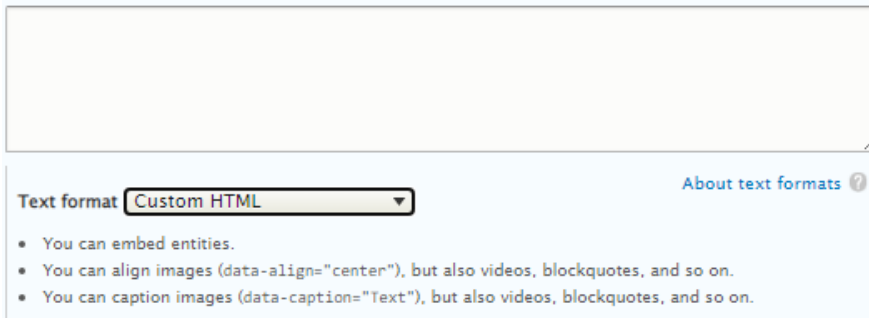 About text formats
Text format Custom HTML
You can embed entities.
You can align images (data-align="center"), but also videos, blockquotes, and so on.
You can caption images (data-caption="Text"), but also videos, blockquotes, and so on.